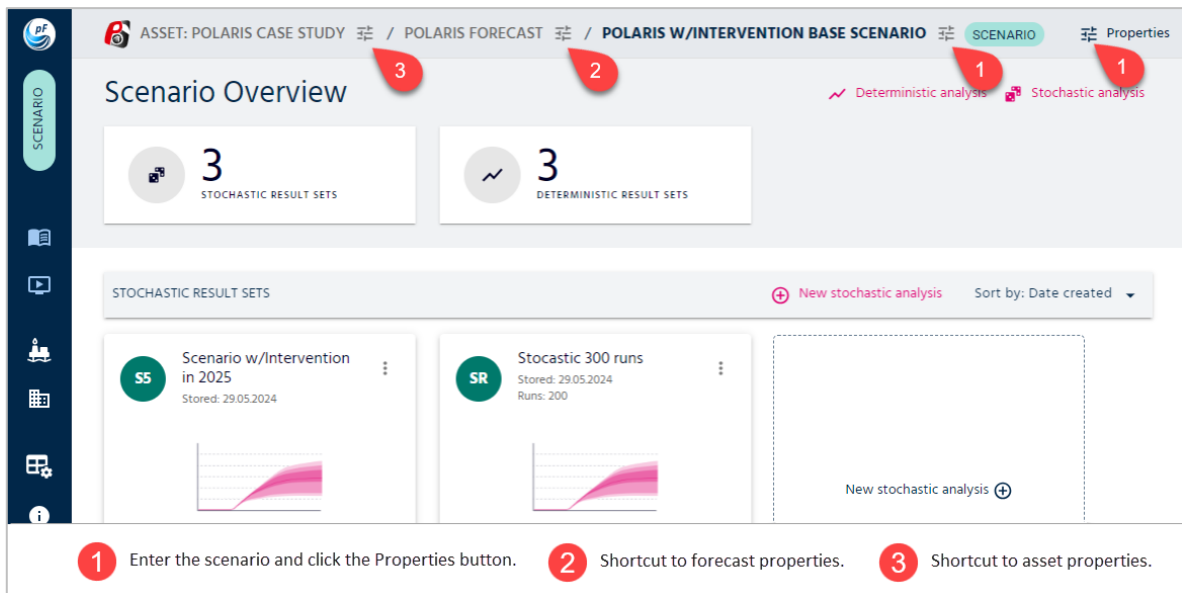 pF
ASSET: POLARIS CASE STUDY / POLARIS FORECAST / POLARIS W/INTERVENTION BASE SCENARIO SCENARIO Properties
3 2 1 1
SCENARIO
Scenario Overview
Deterministic analysis Stochastic analysis
3
STOCHASTIC RESULT SETS
3
DETERMINISTIC RESULT SETS
STOCHASTIC RESULT SETS
New stochastic analysis Sort by: Date created
S5
Scenario w/Intervention
in 2025
Stored: 29.05.2024
SR
Stocastic 300 runs
Stored: 29.05.2024
Runs: 200
New stochastic analysis
1 Enter the scenario and click the Properties button. 2 Shortcut to forecast properties. 3 Shortcut to asset properties.